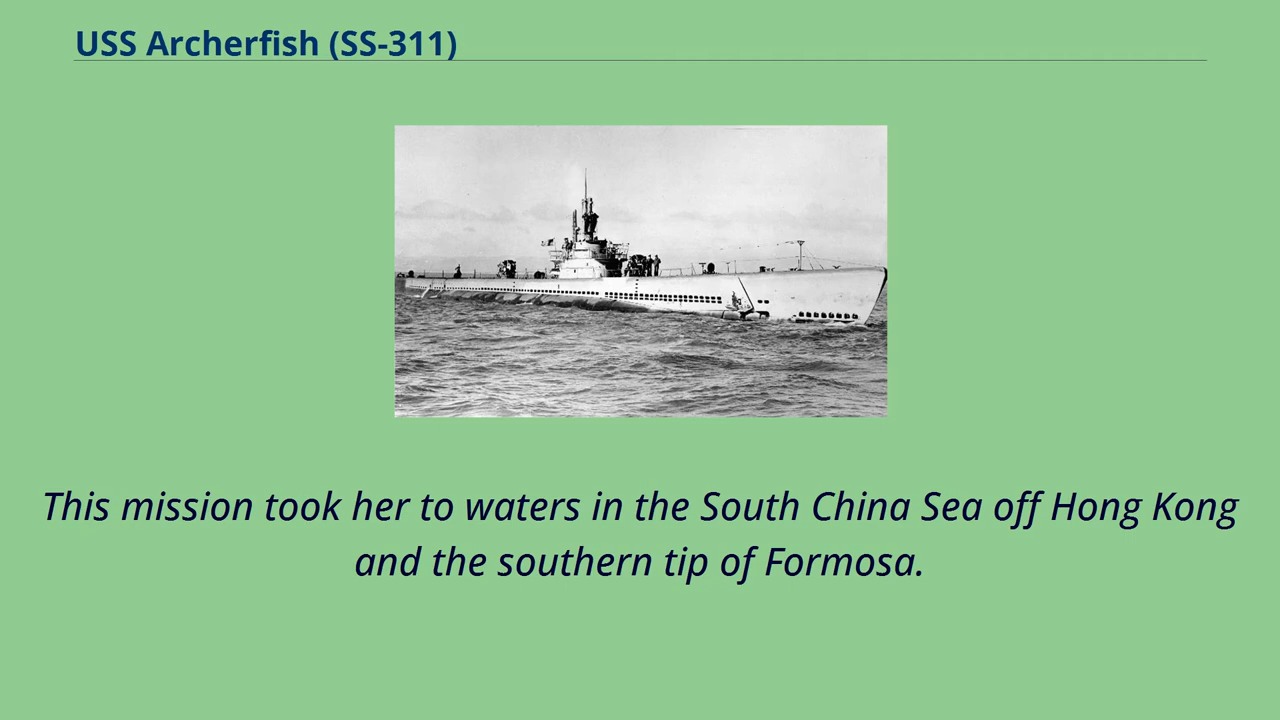 USS Archerfish (SS-311)
This mission took her to waters in the South China Sea off Hong Kong
and the southern tip of Formosa.